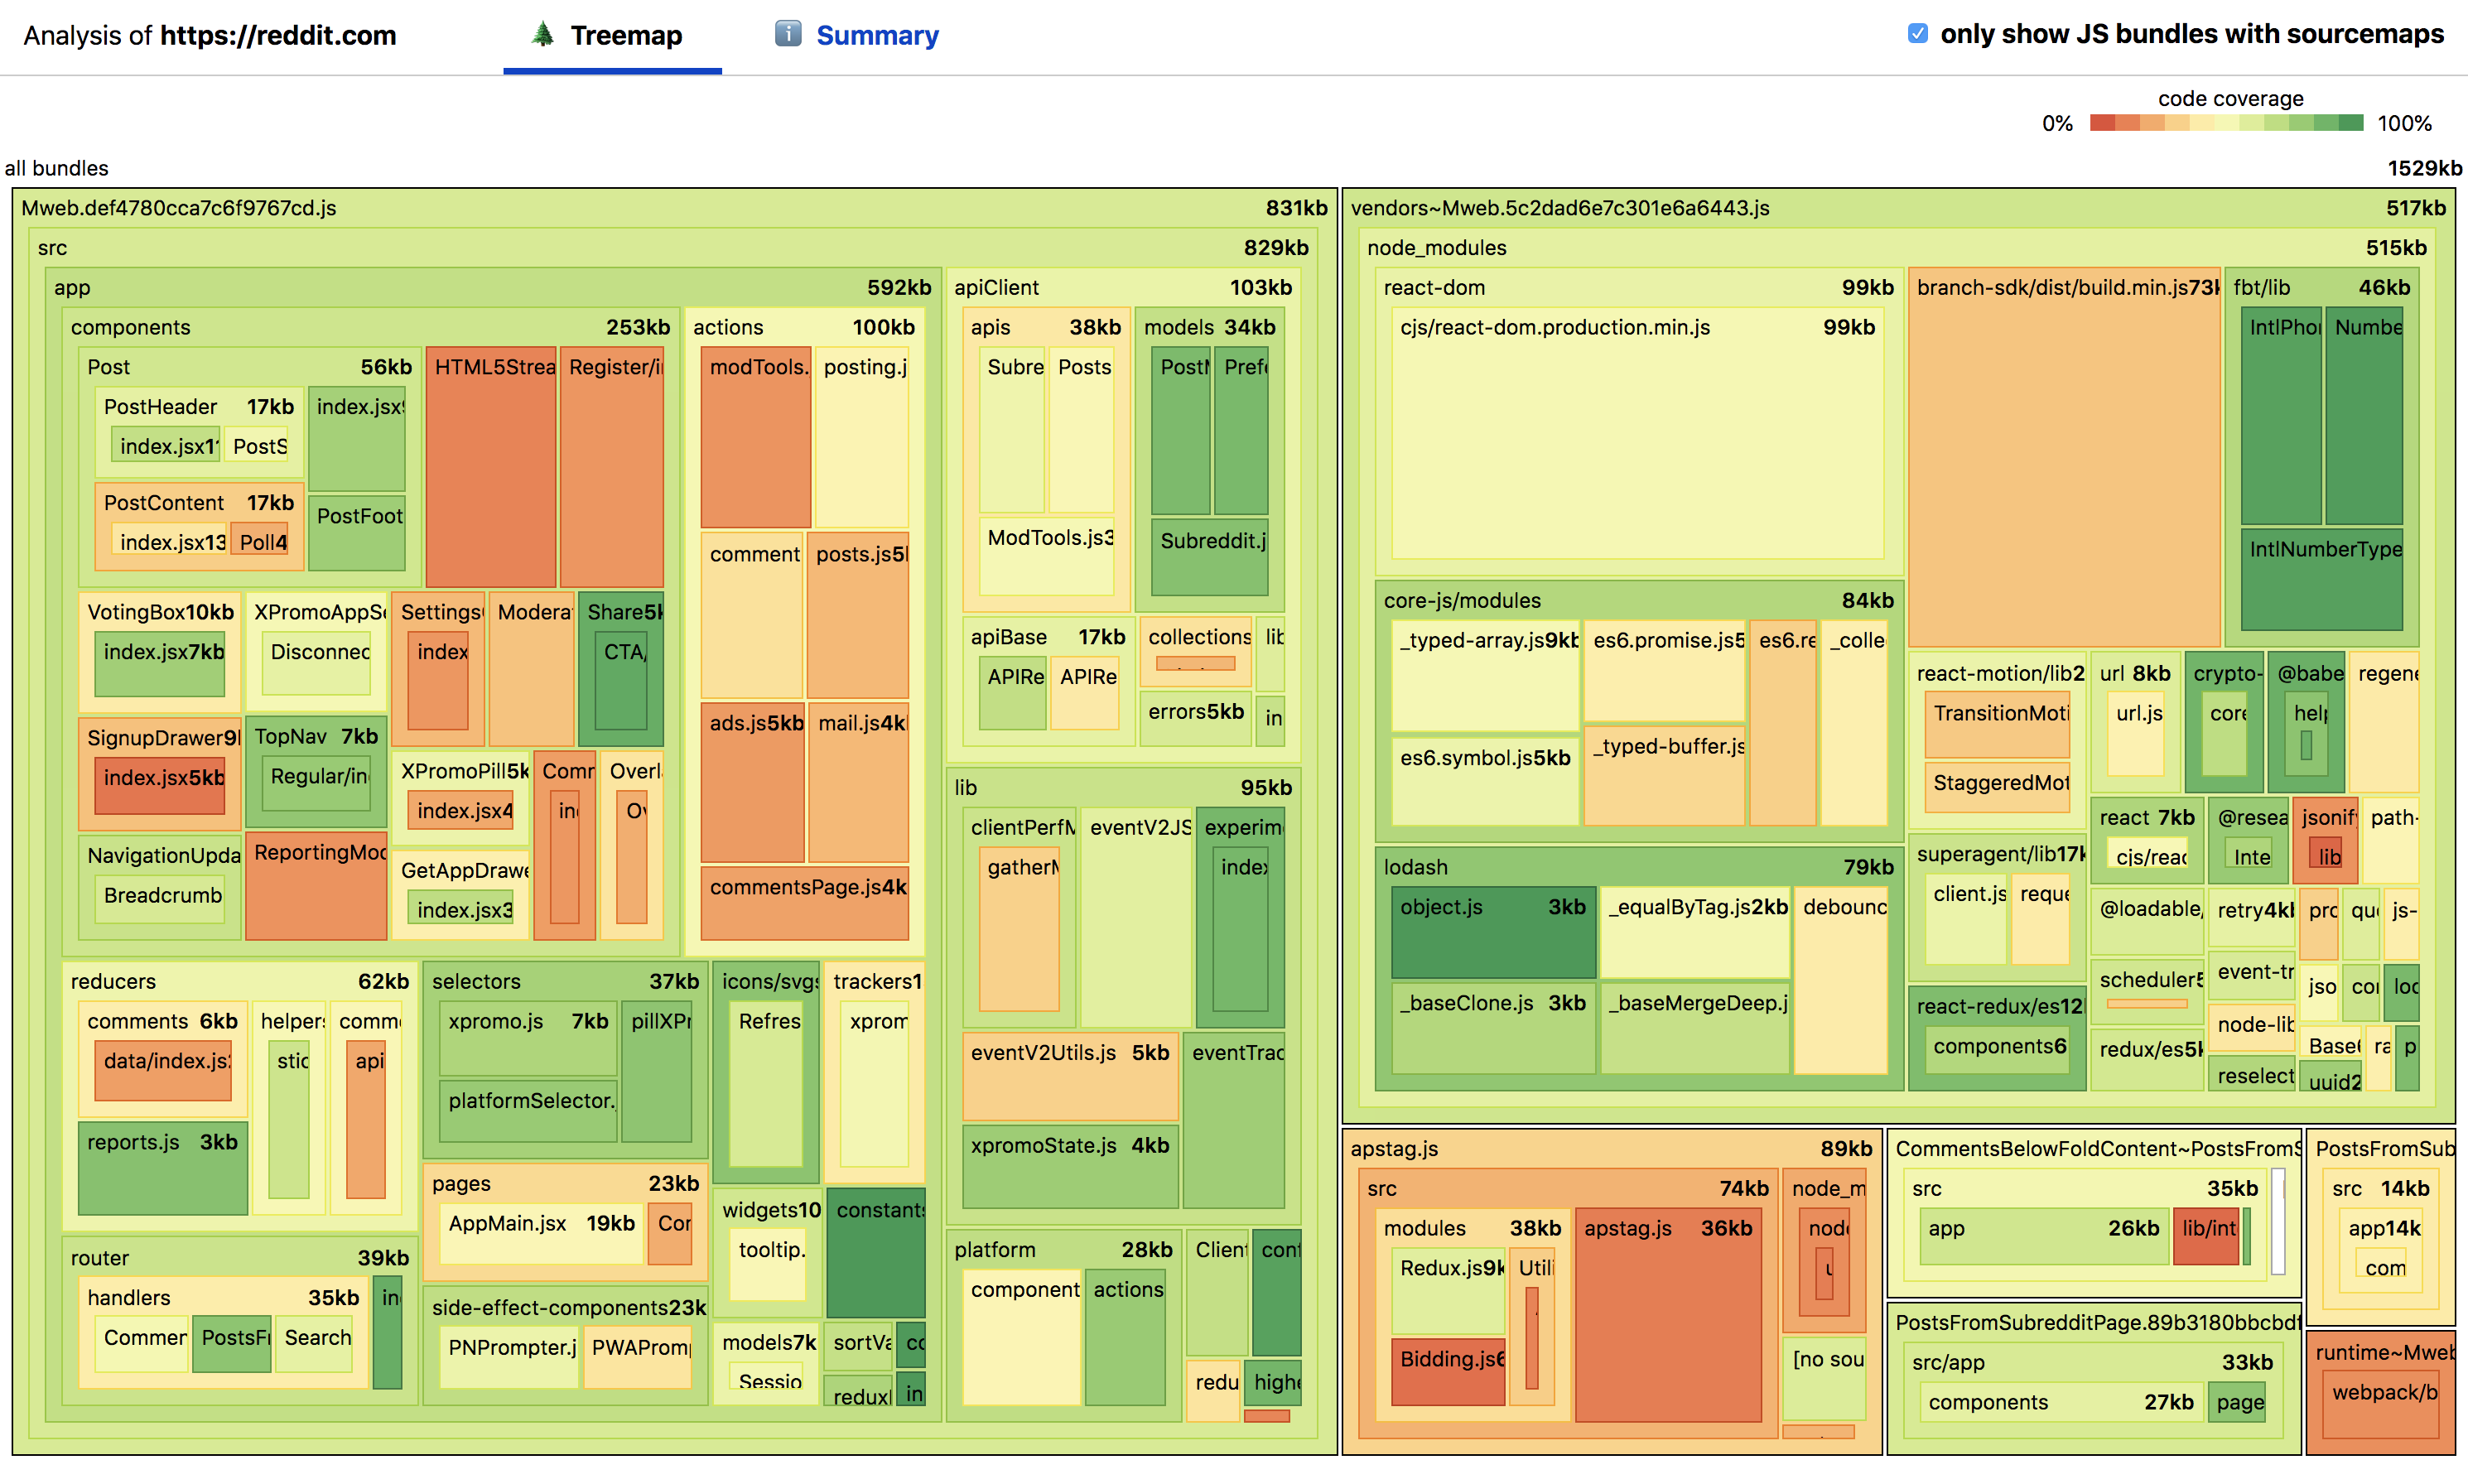 Analysis of https://reddit.com
Treemap
Summary
only show JS bundles with sourcemaps
code coverage
0% 100%
all bundles 1529kb
Mweb.def4780cca7c6f9767cd.js 831kb
src 829kb
app 592kb
components 253kb
Post 56kb
PostHeader 17kb
index.jsx
PostS
index.jsx
PostContent 17kb
index.jsx13
Poll4
PostFoot
HTML5Strea
Register/i
VotingBox10kb
index.jsx7kb
XPromoAppSe
Disconnec
Settings
index
Modera
Share5k
CTA/
SignupDrawer9
index.jsx5kb
TopNav 7kb
Regular/in
XPromoPill5k
index.jsx4
Comr
in
Overl
Ov
NavigationUpda
Breadcrumb
ReportingMod
GetAppDrawe
index.jsx3
actions 100kb
modTools.
posting.j
comment
posts.js5
ads.js5kb
mail.js4k
commentsPage.js4k
reducers 62kb
comments 6kb
data/index.js
helper
stic
comm
api
reports.js 3kb
router 39kb
handlers 35kb
Commer
PostsF
Search
in
selectors 37kb
xpromo.js 7kb
pillXPr
platformSelector.
pages 23kb
AppMain.jsx 19kb
Cor
side-effect-components23k
PNPrompter.j
PWAProm
icons/svg
Refres
trackers1
xprom
widgets10
tooltip.
constant
models7k
Sessio
sortVa
redux
co
in
apiClient 103kb
apis 38kb
Subre
Posts
ModTools.js3
models 34kb
PostM
Pref
Subreddit.j
apiBase 17kb
APIRe
APIRe
collections
lib
errors5kb
in
lib 95kb
clientPerfM
gatherM
eventV2JS
experim
index
eventV2Utils.js 5kb
eventTrac
xpromoState.js 4kb
platform 28kb
component
actions
Client
conf
redu
highe
vendors~Mweb.5c2dad6e7c301e6a6443.js 517kb
node_modules 515kb
react-dom 99kb
cjs/react-dom.production.min.js 99kb
core-js/modules 84kb
_typed-array.js9kb
es6.promise.js5
es6.re
_colle
es6.symbol.js5kb
_typed-buffer.js
lodash 79kb
object.js 3kb
_equalByTag.js2kb
debounc
_baseClone.js 3kb
_baseMergeDeep.j
branch-sdk/dist/build.min.js73k
fbt/lib 46kb
IntlPho
Numbe
IntlNumberType
react-motion/lib2
TransitionMoti
StaggeredMot
url 8kb
url.js
crypto-
core
@babe
help
regene
superagent/lib17k
client.js
reque
react 7kb
cjs/reac
@resea
Inte
jsonif
lib
path-
react-redux/es12
components6
@loadable/
retry4k
pro
qu
js-
scheduler5
event-tr
jso
co
loc
redux/es5k
node-lib
Base6
ra
p
reselect
uuid2
apstag.js 89kb
src 74kb
modules 38kb
Redux.js9k
Utili
Bidding.js6
apstag.js 36kb
node_m
nod
[no sou
CommentsBelowFoldContent~PostsFromS
src 35kb
app 26kb
lib/int
PostsFromSubredditPage.89b3180bbcbdf
src/app 33kb
components 27kb
page
PostsFromSub
src 14kb
app14k
com
runtime~Mweb
webpack/b